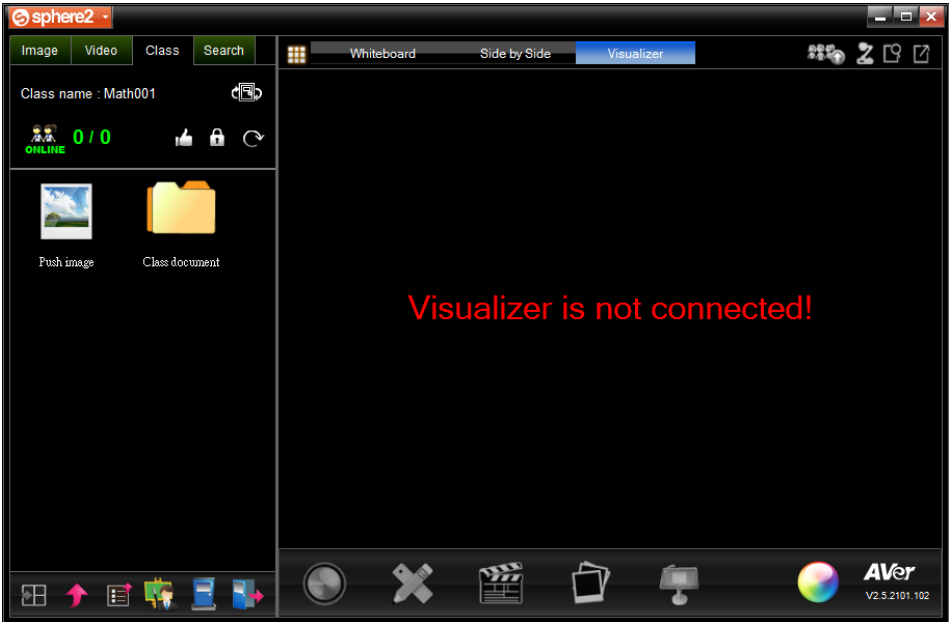 sphere2
Image Video Class Search
Whiteboard Side by Side Visualizer
Class name : Math001
ONLINE 0 / 0
Push image Class document
Visualizer is not connected!
AVer
V2.5.2101.102